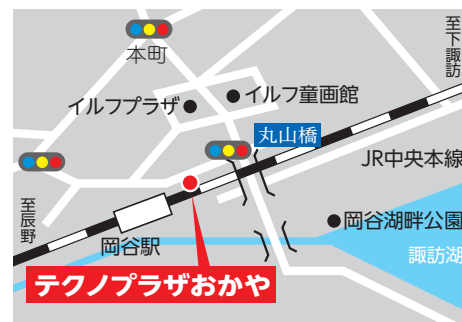 本町
至下諏訪
イルフプラザ
イルフ童画館
丸山橋
JR中央本線
至辰野
岡谷湖畔公園
岡谷駅
諏訪湖
テクノプラザおかや